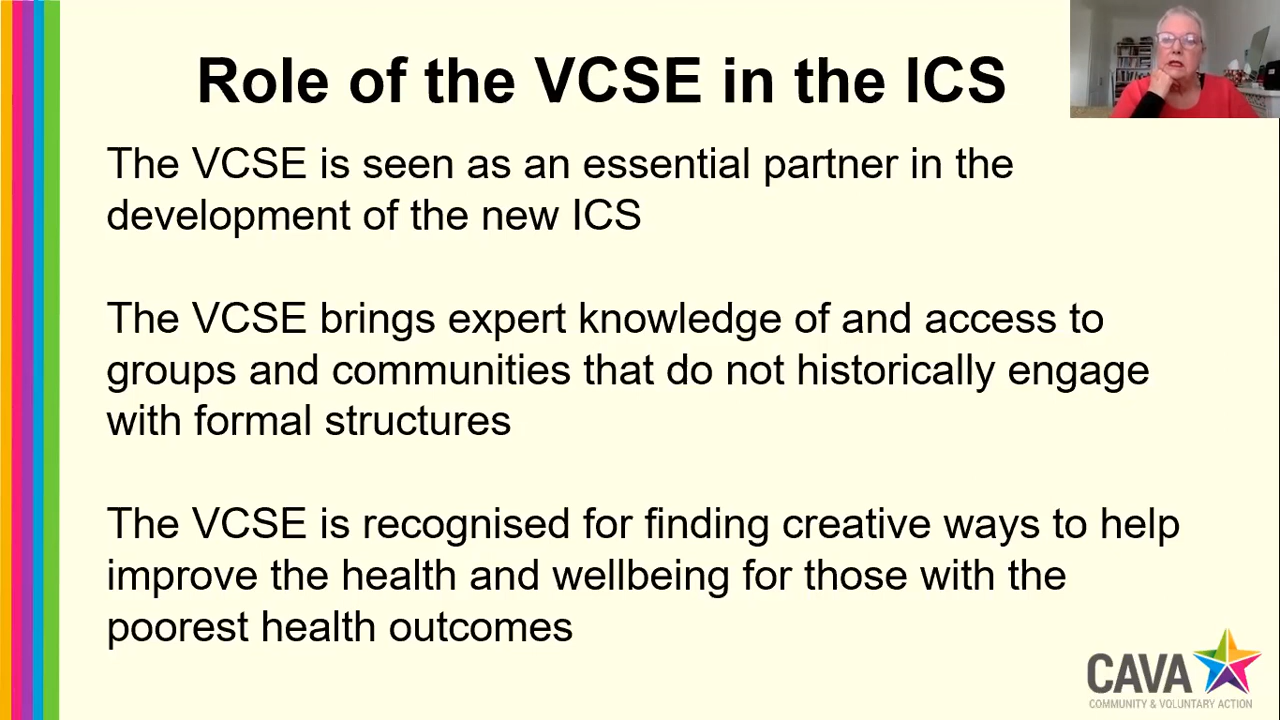 Role of the VCSE in the ICS
The VCSE is seen as an essential partner in the
development of the new ICS
The VCSE brings expert knowledge of and access to
groups and communities that do not historically engage
with formal structures
The VCSE is recognised for finding creative ways to help
improve the health and wellbeing for those with the
poorest health outcomes
CAVA
COMMUNITY & VOLUNTARY ACTION